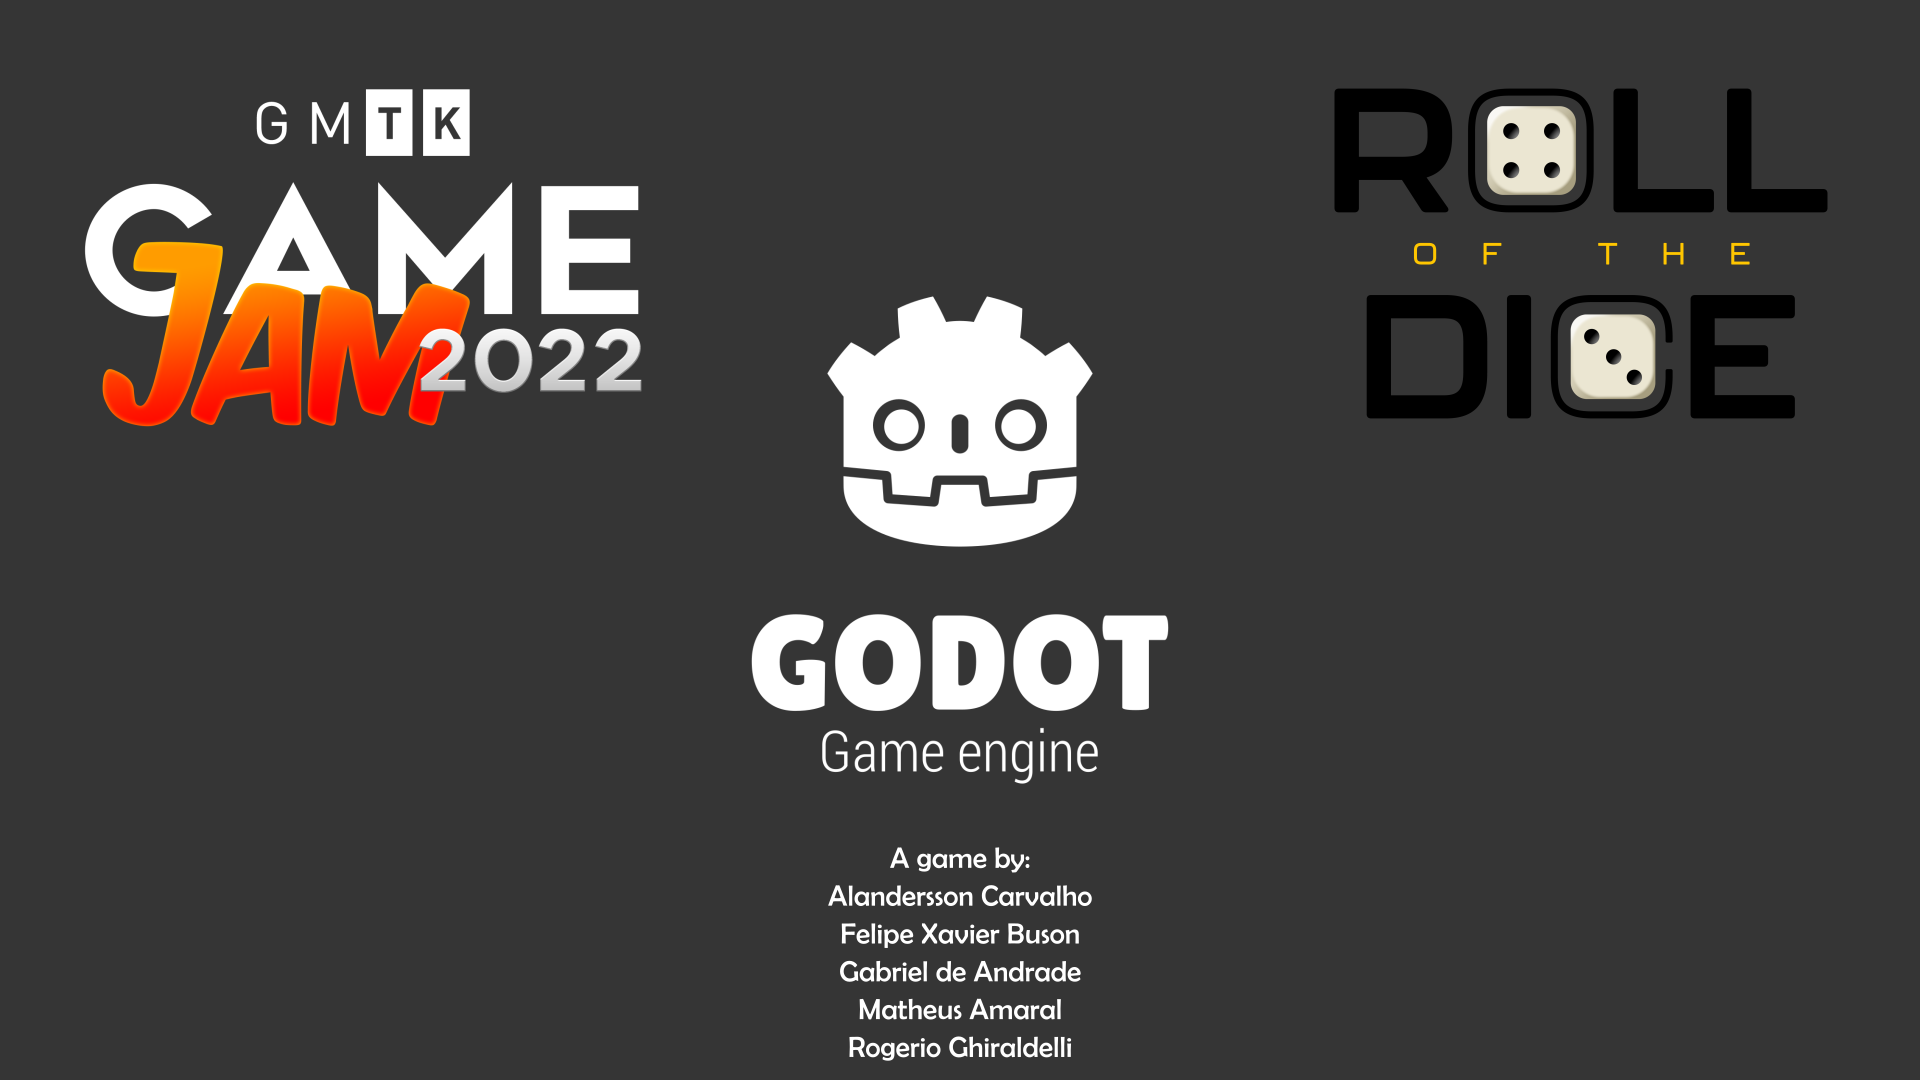 GMTK
GAME
JAM 2022
ROLL
OF THE
DICE
GODOT
Game engine
A game by:
Alandersson Carvalho
Felipe Xavier Buson
Gabriel de Andrade
Matheus Amaral
Rogerio Ghiraldelli